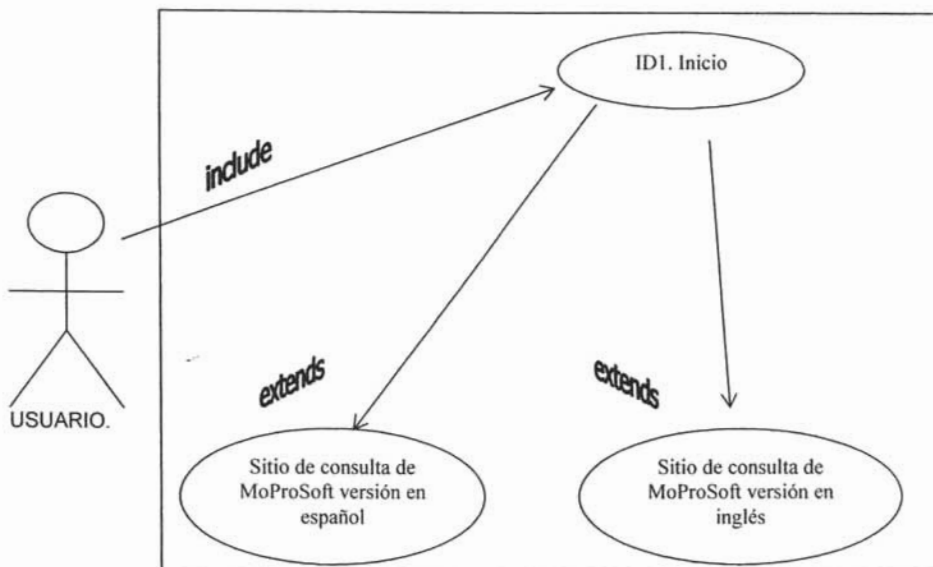 ID1. Inicio
include
USUARIO.
extends
extends
Sitio de consulta de
MoProSoft versión en
español
Sitio de consulta de
MoProSoft versión en
inglés